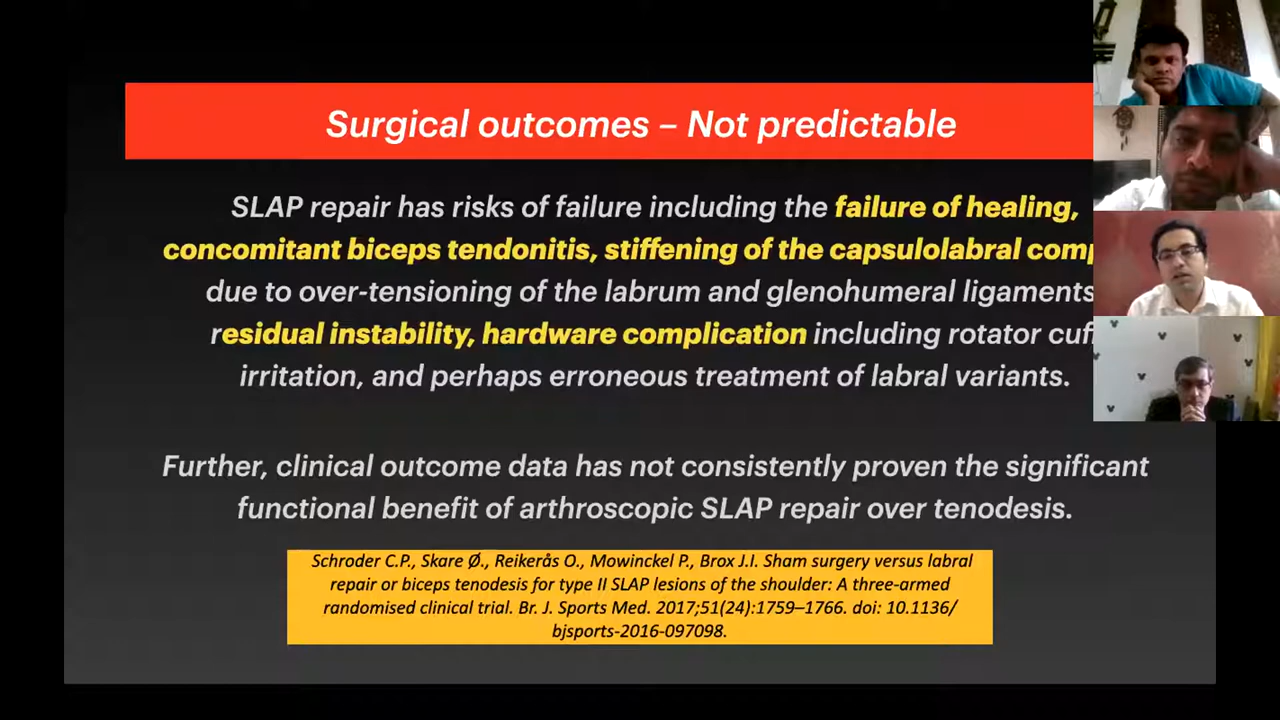 Surgical outcomes – Not predictable
SLAP repair has risks of failure including the failure of healing,
concomitant biceps tendonitis, stiffening of the capsulolabral
due to over-tensioning of the labrum and glenohumeral ligaments
residual instability, hardware complication including rotator cuff
irritation, and perhaps erroneous treatment of labral variants.
Further, clinical outcome data has not consistently proven the significant
functional benefit of arthroscopic SLAP repair over tenodesis.
Schroder C.P., Skare Ø., Reikerås O., Mowinckel P., Brox J.I. Sham surgery versus labral
repair or biceps tenodesis for type II SLAP lesions of the shoulder: A three-armed
randomised clinical trial. Br. J. Sports Med. 2017;51(24):1759–1766. doi: 10.1136/
bjsports-2016-097098.